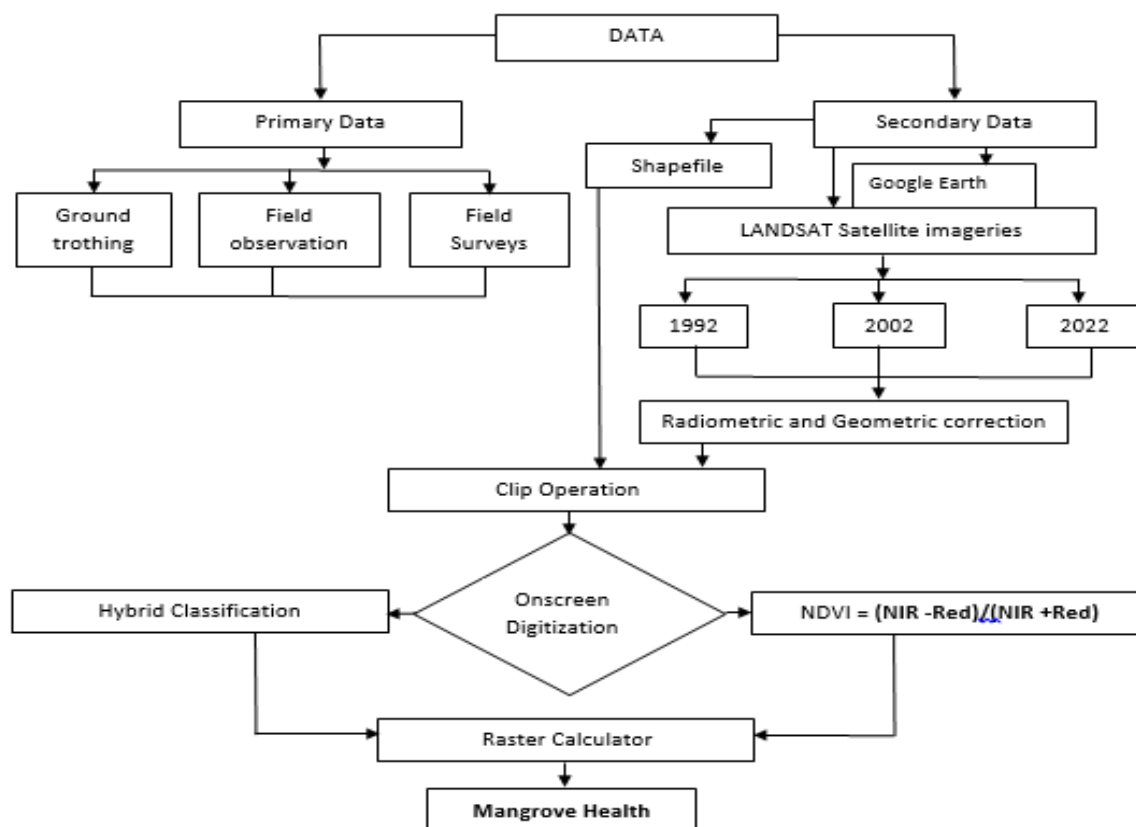 DATA
Primary Data
Secondary Data
Shapefile
Google Earth
Ground
trothing
Field
observation
Field
Surveys
LANDSAT Satellite imageries
1992
2002
2022
Radiometric and Geometric correction
Clip Operation
Onscreen
Digitization
Hybrid Classification
NDVI = (NIR -Red)/(NIR +Red)
Raster Calculator
Mangrove Health